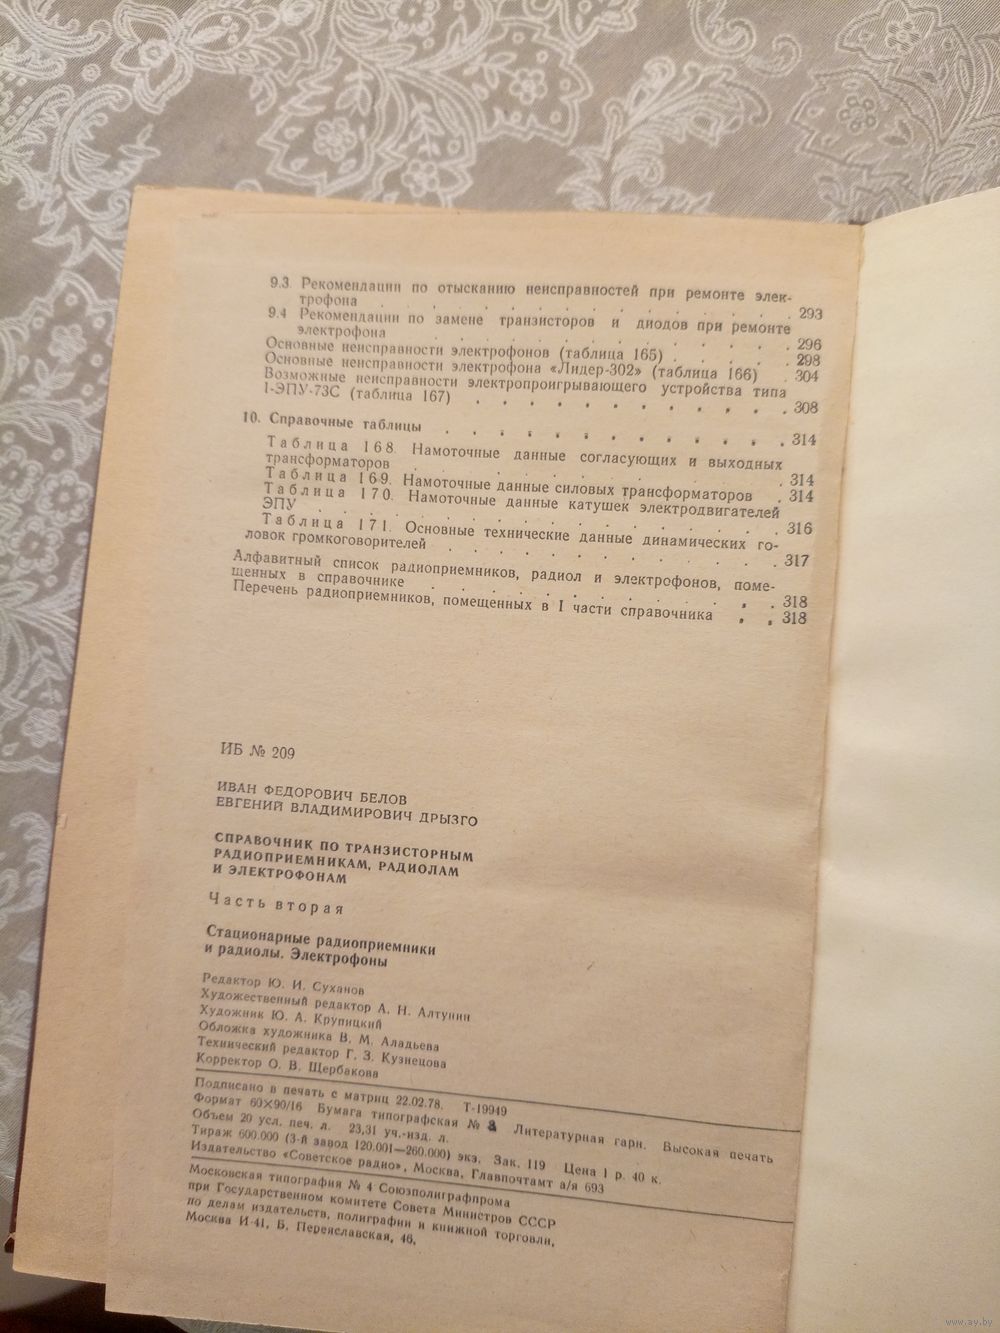 9.3. Рекомендации по отысканию неисправностей при ремонте элек-
трофона . . . . . . . . . . . . . . 293
9.4 Рекомендации по замене транзисторов и диодов при ремонте
электрофона . . . . . . . . . . . . . 296
Основные неисправности электрофонов (таблица 165) . . . . . 298
Основные неисправности электрофона «Лидер-302» (таблица 166) . 304
Возможные неисправности электропроигрывающего устройства типа
I-ЭПУ-73С (таблица 167) . . . . . . . . . . . . 308
10. Справочные таблицы . . . . . . . . . . . . . 314
Таблица 168. Намоточные данные согласующих и выходных
трансформаторов . . . . . . . . . . . . 314
Таблица 169. Намоточные данные силовых трансформаторов . 314
Таблица 170. Намоточные данные катушек электродвигателей
ЭПУ . . . . . . . . . . . . . . . 316
Таблица 171. Основные технические данные динамических го-
ловок громкоговорителей . . . . . . . . . . . 317
Алфавитный список радиоприемников, радиол и электрофонов, поме-
щенных в справочнике . . . . . . . . . . . . 318
Перечень радиоприемников, помещенных в I части справочника . . 318
ИБ № 209
ИВАН ФЕДОРОВИЧ БЕЛОВ
ЕВГЕНИЙ ВЛАДИМИРОВИЧ ДРЫЗГО
СПРАВОЧНИК ПО ТРАНЗИСТОРНЫМ
РАДИОПРИЕМНИКАМ, РАДИОЛАМ
И ЭЛЕКТРОФОНАМ
Часть вторая
Стационарные радиоприемники
и радиолы. Электрофоны
Редактор Ю. И. Суханов
Художественный редактор А. Н. Алтунин
Художник Ю. А. Крупицкий
Обложка художника В. М. Аладьева
Технический редактор Г. З. Кузнецова
Корректор О. В. Щербакова
Подписано в печать с матриц 22.02.78. Т-19949
Формат 60×90/16 Бумага типографская № 3 Литературная гарн. Высокая печать
Объем 20 усл. печ. л. 23,31 уч.-изд. л.
Тираж 600.000 (3-й завод 120.001—260.000) экз. Зак. 119 Цена 1 р. 40 к.
Издательство «Советское радио», Москва, Главпочтамт а/я 693
Московская типография № 4 Союзполиграфпрома
при Государственном комитете Совета Министров СССР
по делам издательств, полиграфии и книжной торговли,
Москва И-41, Б. Переяславская, 46,
www.ay.by